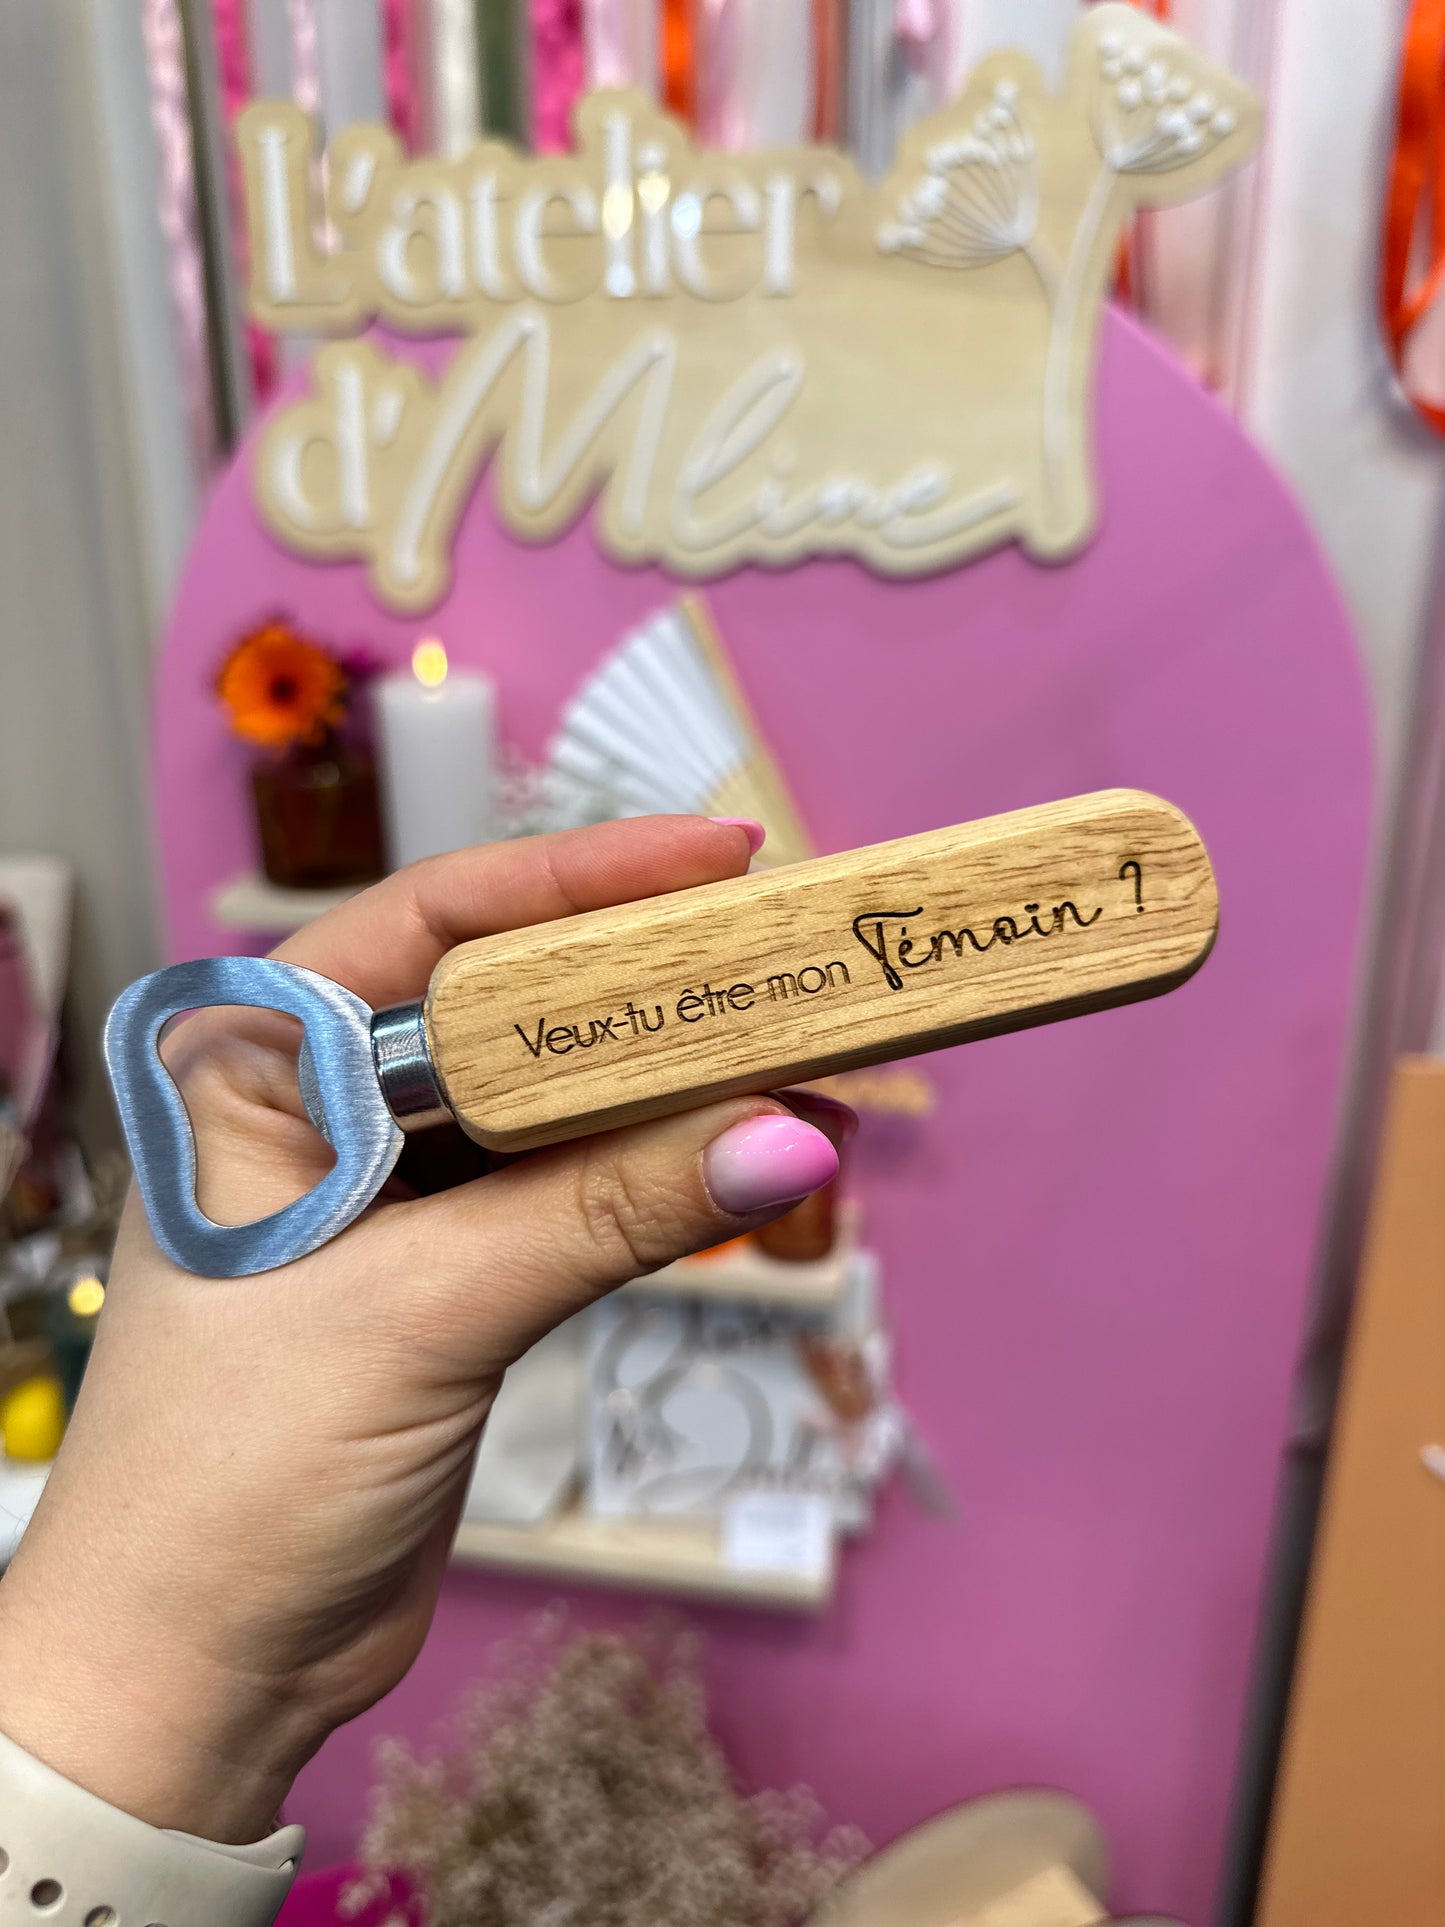 L'atelier
d'Mline
Veux-tu être mon Témoin ?